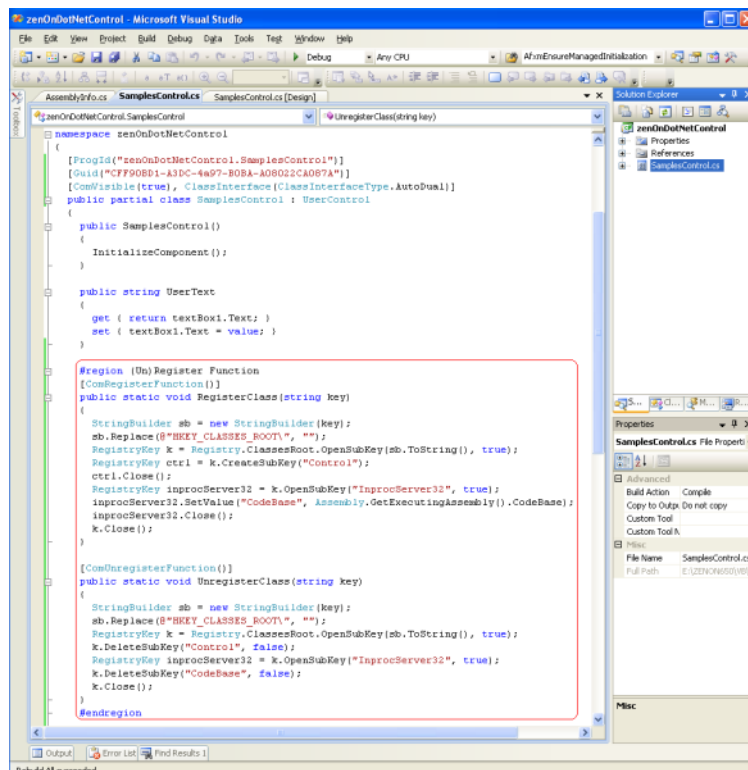 zenOnDotNetControl - Microsoft Visual Studio
File Edit View Project Build Debug Data Tools Test Window Help
Debug Any CPU AfxmEnsureManagedInitialization
AssemblyInfo.cs SamplesControl.cs SamplesControl.cs [Design]
Toolbox
zenOnDotNetControl.SamplesControl UnregisterClass(string key)
namespace zenOnDotNetControl
{
[ProgId("zenOnDotNetControl.SamplesControl")]
[Guid("CFF90BD1-A3DC-4a97-B0BA-A08022CA087A")]
[ComVisible(true), ClassInterface(ClassInterfaceType.AutoDual)]
public partial class SamplesControl : UserControl
{
public SamplesControl()
{
InitializeComponent();
}
public string UserText
{
get { return textBox1.Text; }
set { textBox1.Text = value; }
}
#region (Un)Register Function
[ComRegisterFunction()]
public static void RegisterClass(string key)
{
StringBuilder sb = new StringBuilder(key);
sb.Replace(@"HKEY_CLASSES_ROOT\", "");
RegistryKey k = Registry.ClassesRoot.OpenSubKey(sb.ToString(), true);
RegistryKey ctrl = k.CreateSubKey("Control");
ctrl.Close();
RegistryKey inprocServer32 = k.OpenSubKey("InprocServer32", true);
inprocServer32.SetValue("CodeBase", Assembly.GetExecutingAssembly().CodeBase);
inprocServer32.Close();
k.Close();
}
[ComUnregisterFunction()]
public static void UnregisterClass(string key)
{
StringBuilder sb = new StringBuilder(key);
sb.Replace(@"HKEY_CLASSES_ROOT\", "");
RegistryKey k = Registry.ClassesRoot.OpenSubKey(sb.ToString(), true);
k.DeleteSubKey("Control", false);
RegistryKey inprocServer32 = k.OpenSubKey("InprocServer32", true);
k.DeleteSubKey("CodeBase", false);
k.Close();
}
#endregion
Solution Explorer
zenOnDotNetControl
Properties
References
SamplesControl.cs
S... Cl... M... R...
Properties
SamplesControl.cs File Properti
Advanced
Build Action Compile
Copy to Outpu Do not copy
Custom Tool
Custom Tool N
Misc
File Name SamplesControl.cs
Full Path
Misc
Output Error List Find Results 1